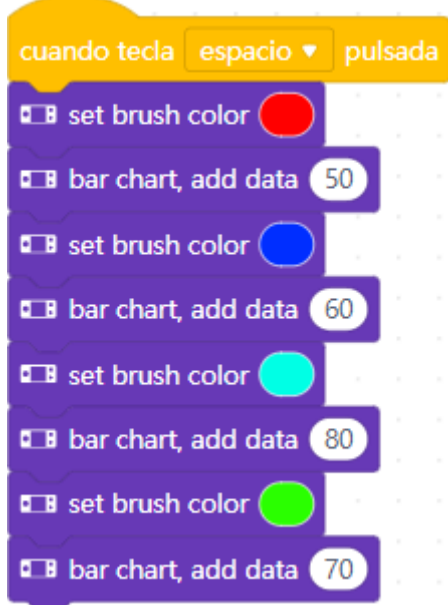 cuando tecla espacio pulsada
set brush color
bar chart, add data 50
set brush color
bar chart, add data 60
set brush color
bar chart, add data 80
set brush color
bar chart, add data 70